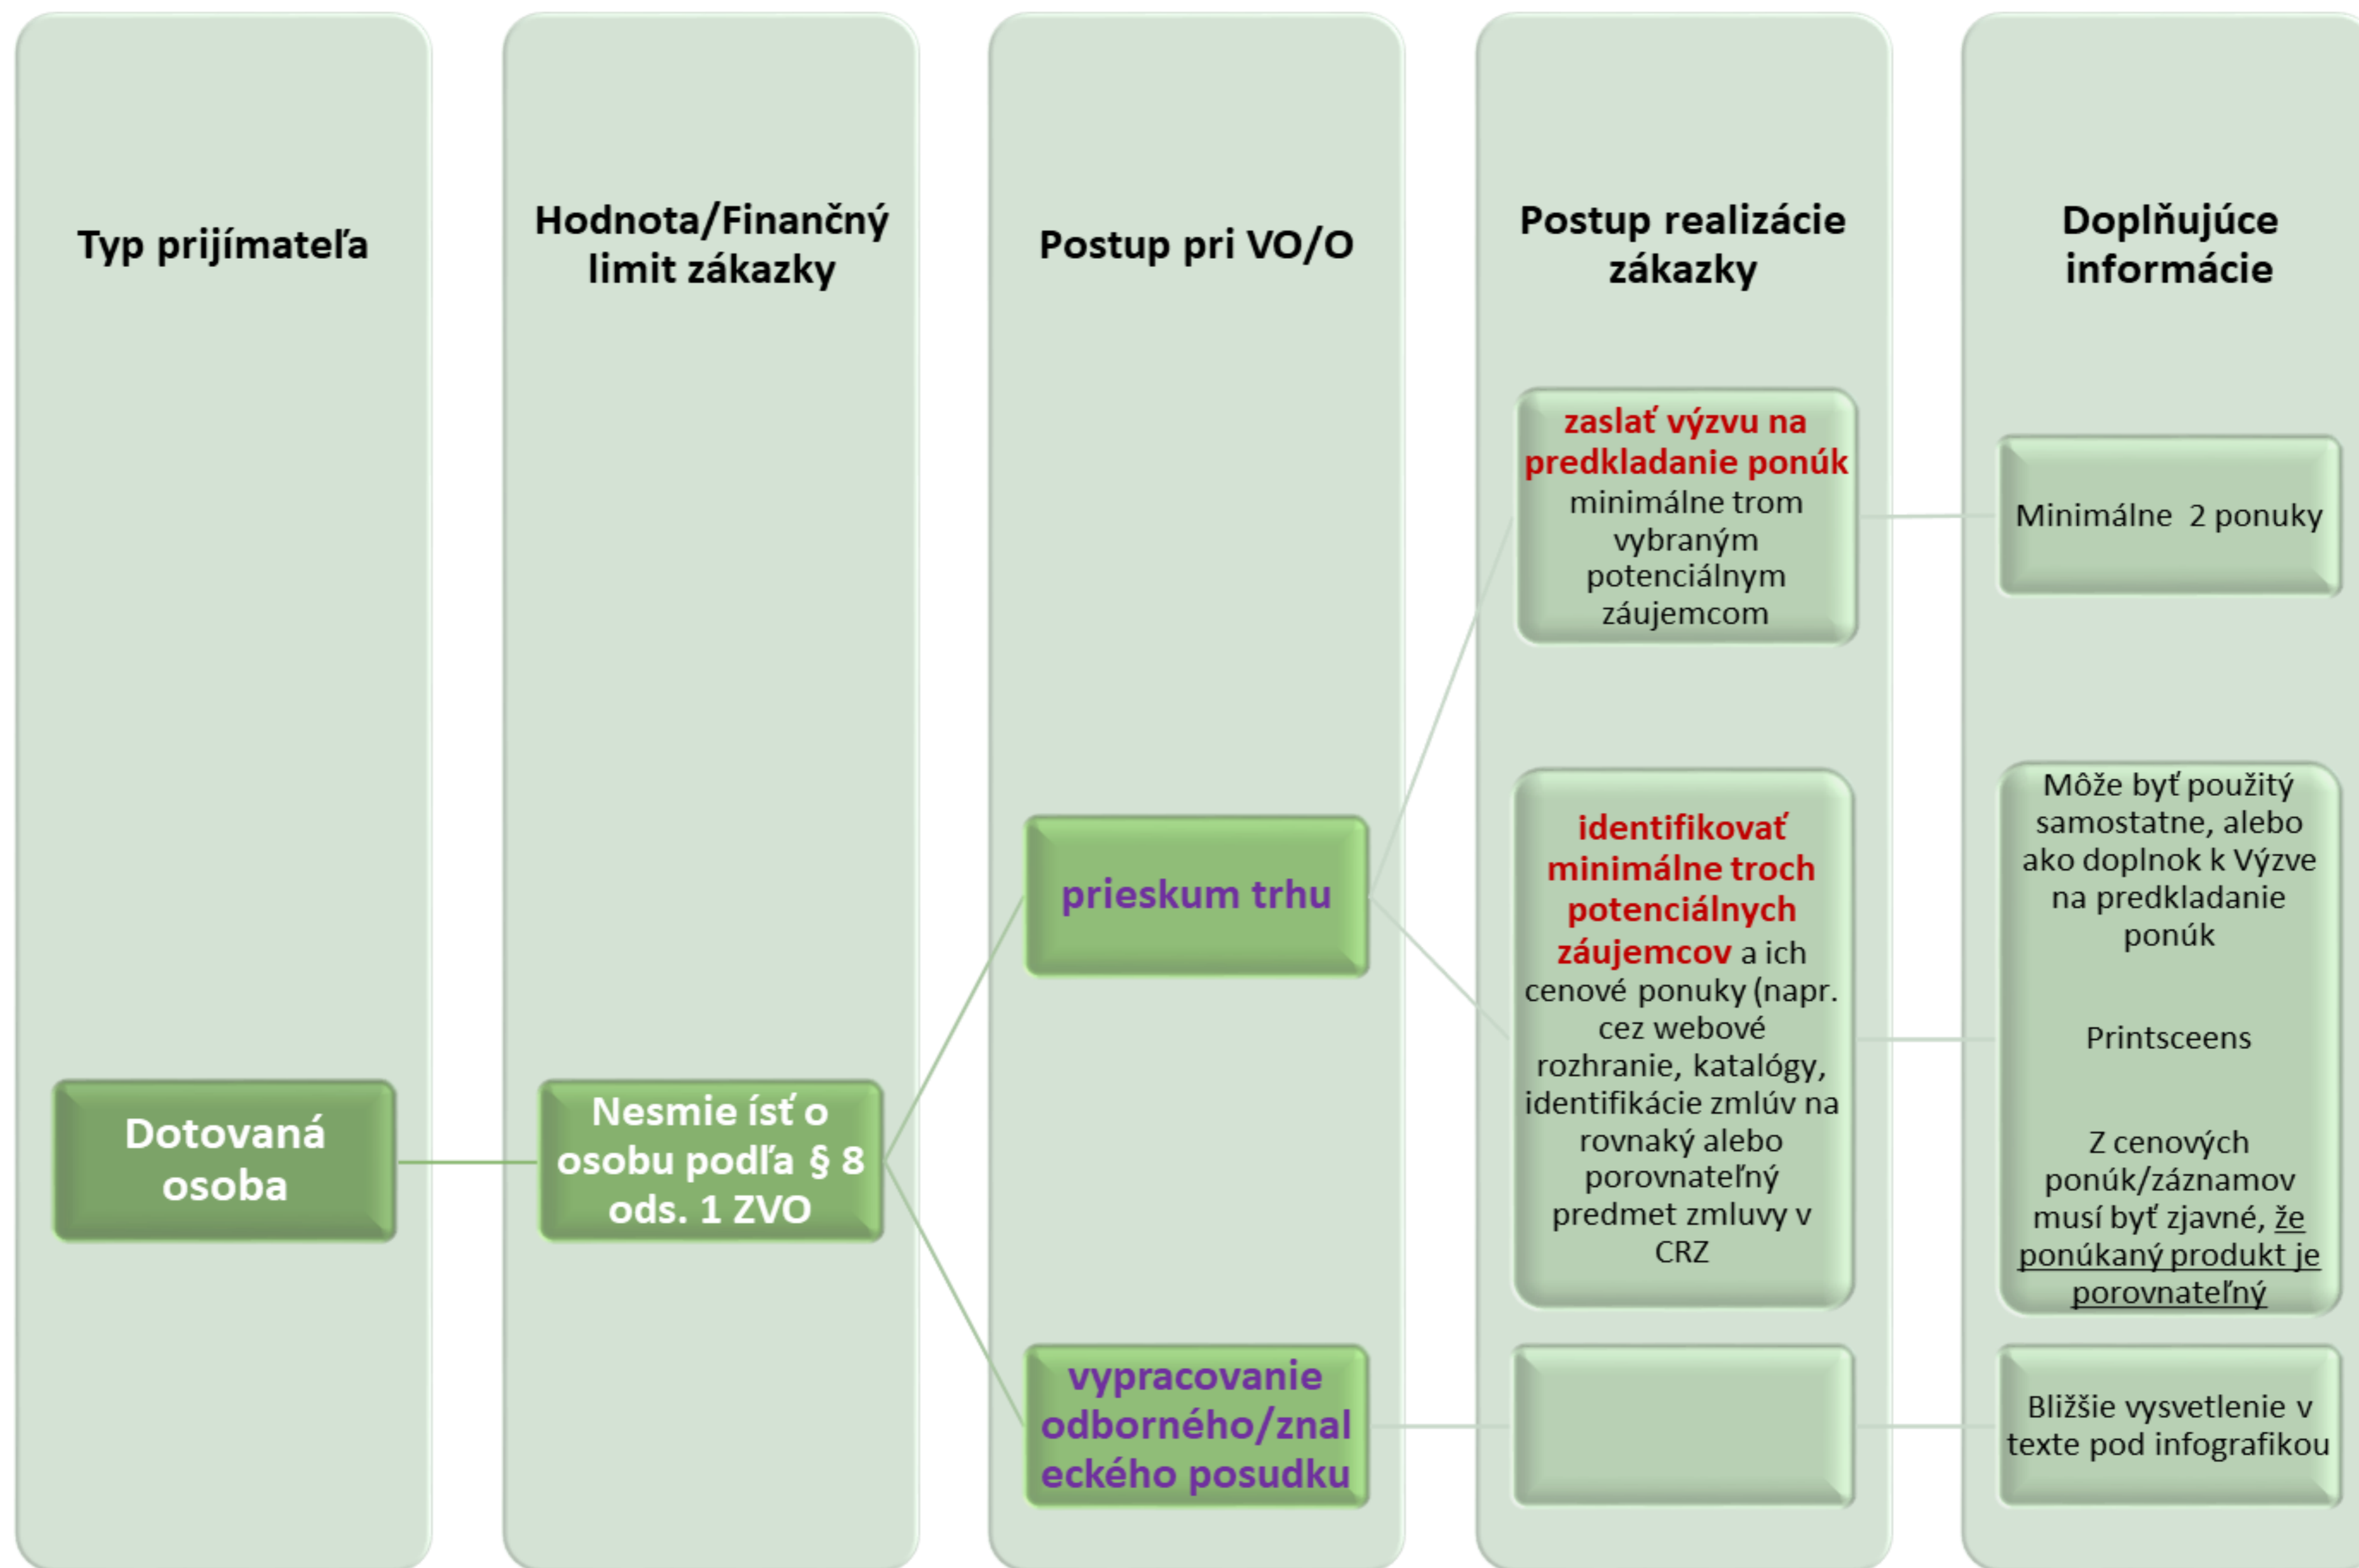 Typ prijímateľa
Hodnota/Finančný
limit zákazky
Postup pri VO/O
Postup realizácie
zákazky
Doplňujúce
informácie
Dotovaná
osoba
Nesmie ísť o
osobu podľa § 8
ods. 1 ZVO
prieskum trhu
zaslať výzvu na
predkladanie ponúk
minimálne trom
vybraným
potenciálnym
záujemcom
Minimálne 2 ponuky
identifikovať
minimálne troch
potenciálnych
záujemcov a ich
cenové ponuky (napr.
cez webové
rozhranie, katalógy,
identifikácie zmlúv na
rovnaký alebo
porovnateľný
predmet zmluvy v
CRZ
Môže byť použitý
samostatne, alebo
ako doplnok k Výzve
na predkladanie
ponúk
Printsceens
Z cenových
ponúk/záznamov
musí byť zjavné, že
ponúkaný produkt je
porovnateľný
vypracovanie
odborného/znal
eckého posudku
Bližšie vysvetlenie v
texte pod infografikou